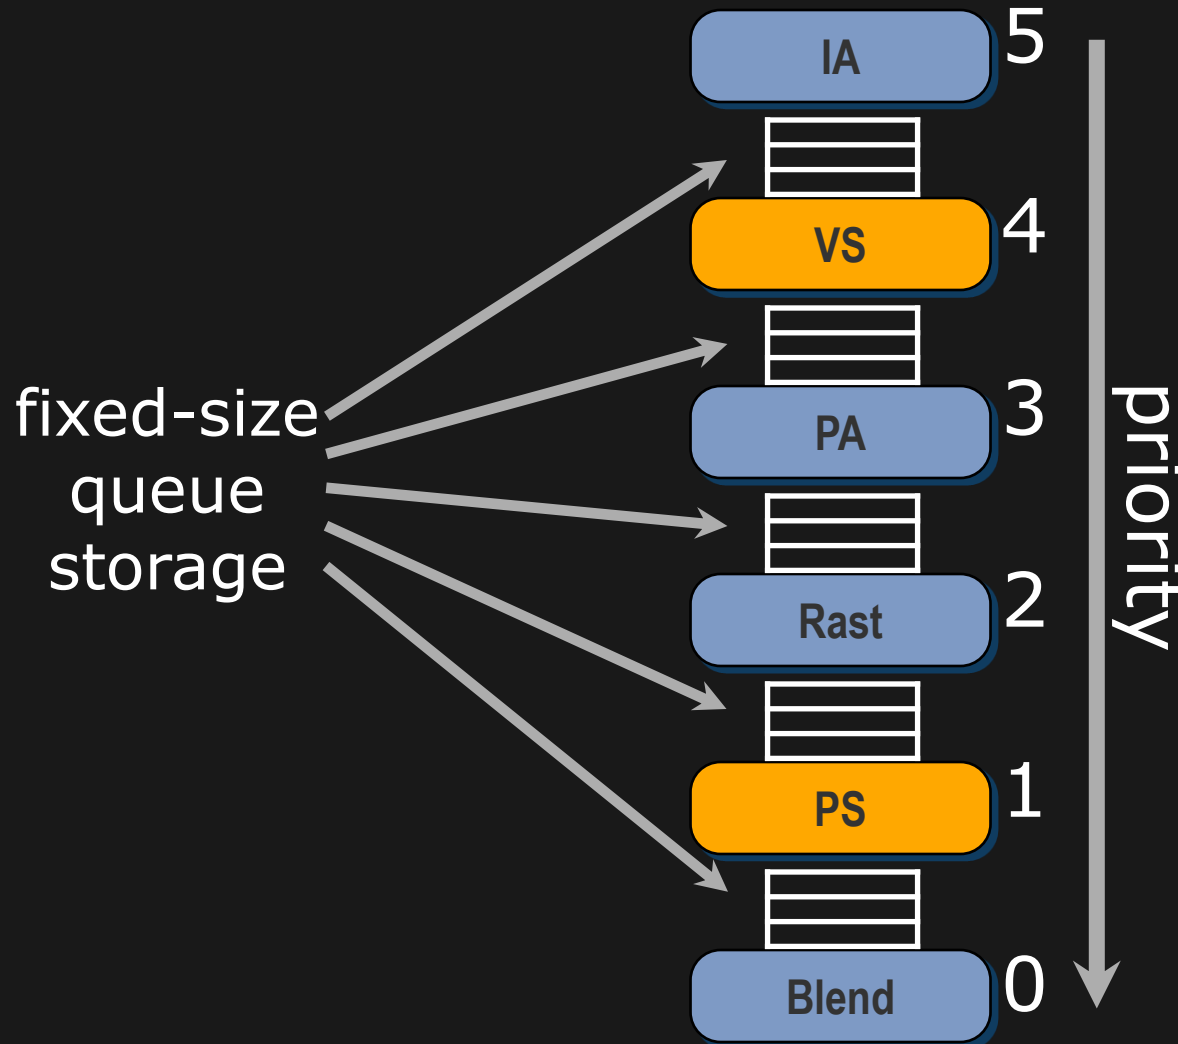 IA
5
VS
4
fixed-size
queue
storage
PA
3
priority
Rast
2
PS
1
Blend
0